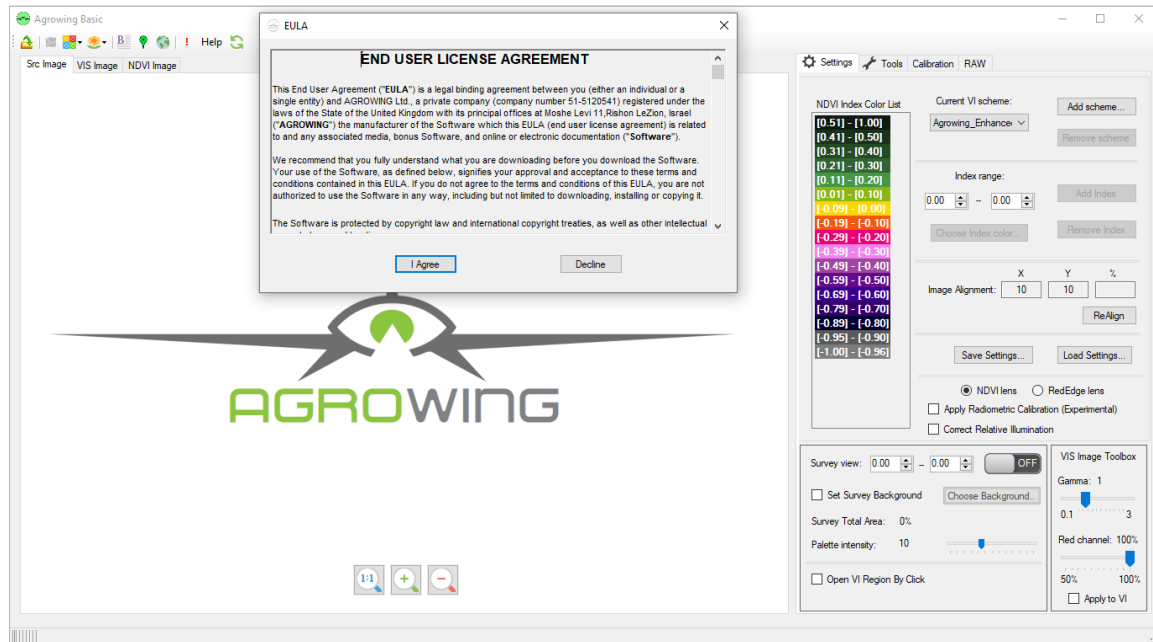 Agrowing Basic
Help
Src Image VIS Image NDVI Image
EULA
END USER LICENSE AGREEMENT
This End User Agreement ("EULA") is a legal binding agreement between you (either an individual or a
single entity) and AGROWING Ltd., a private company (company number 51-5120541) registered under the
laws of the State of the United Kingdom with its principal offices at Moshe Levi 11,Rishon LeZion, Israel
("AGROWING") the manufacturer of the Software which this EULA (end user license agreement) is related
to and any associated media, bonus Software, and online or electronic documentation ("Software").
We recommend that you fully understand what you are downloading before you download the Software.
Your use of the Software, as defined below, signifies your approval and acceptance to these terms and
conditions contained in this EULA. If you do not agree to the terms and conditions of this EULA, you are not
authorized to use the Software in any way, including but not limited to downloading, installing or copying it.
The Software is protected by copyright law and international copyright treaties, as well as other intellectual
I Agree Decline
AGROWING
1:1
Settings Tools Calibration RAW
NDVI Index Color List
[0.51] - [1.00]
[0.41] - [0.50]
[0.31] - [0.40]
[0.21] - [0.30]
[0.11] - [0.20]
[0.01] - [0.10]
[-0.09] - [0.00]
[-0.19] - [-0.10]
[-0.29] - [-0.20]
[-0.39] - [-0.30]
[-0.49] - [-0.40]
[-0.59] - [-0.50]
[-0.69] - [-0.60]
[-0.79] - [-0.70]
[-0.89] - [-0.80]
[-0.95] - [-0.90]
[-1.00] - [-0.96]
Current VI scheme:
Agrowing_Enhance
Add scheme...
Remove scheme
Index range:
0.00 - 0.00
Add Index
Choose Index color...
Remove Index
X Y %
Image Alignment: 10 10
ReAlign
Save Settings... Load Settings...
NDVI lens RedEdge lens
Apply Radiometric Calibration (Experimental)
Correct Relative Illumination
Survey view: 0.00 - 0.00 OFF
Set Survey Background Choose Background..
Survey Total Area: 0%
Palette intensity: 10
Open VI Region By Click
VIS Image Toolbox
Gamma: 1
0.1 3
Red channel: 100%
50% 100%
Apply to VI